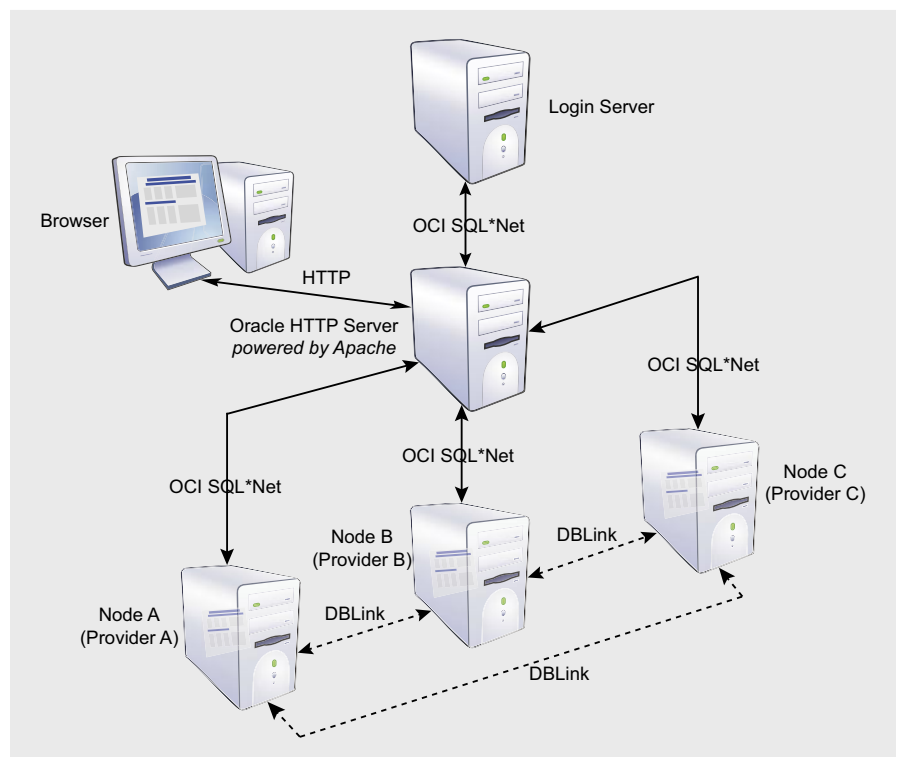 Login Server
Browser
OCI SQL*Net
HTTP
Oracle HTTP Server
powered by Apache
OCI SQL*Net
OCI SQL*Net
OCI SQL*Net
Node C
(Provider C)
Node B
(Provider B)
DBLink
Node A
(Provider A)
DBLink
DBLink